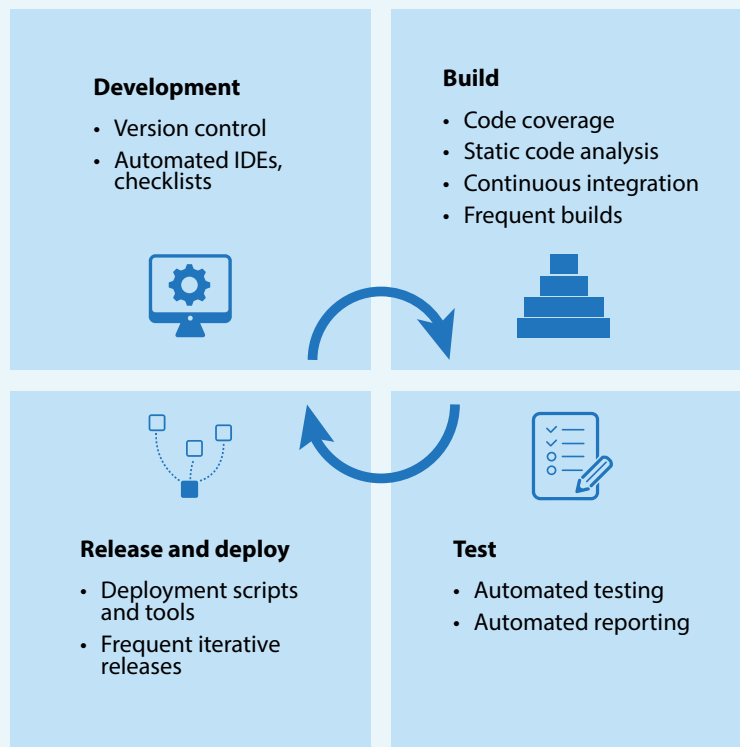 Development
• Version control
• Automated IDEs,
checklists
Build
• Code coverage
• Static code analysis
• Continuous integration
• Frequent builds
Release and deploy
• Deployment scripts
and tools
• Frequent iterative
releases
Test
• Automated testing
• Automated reporting